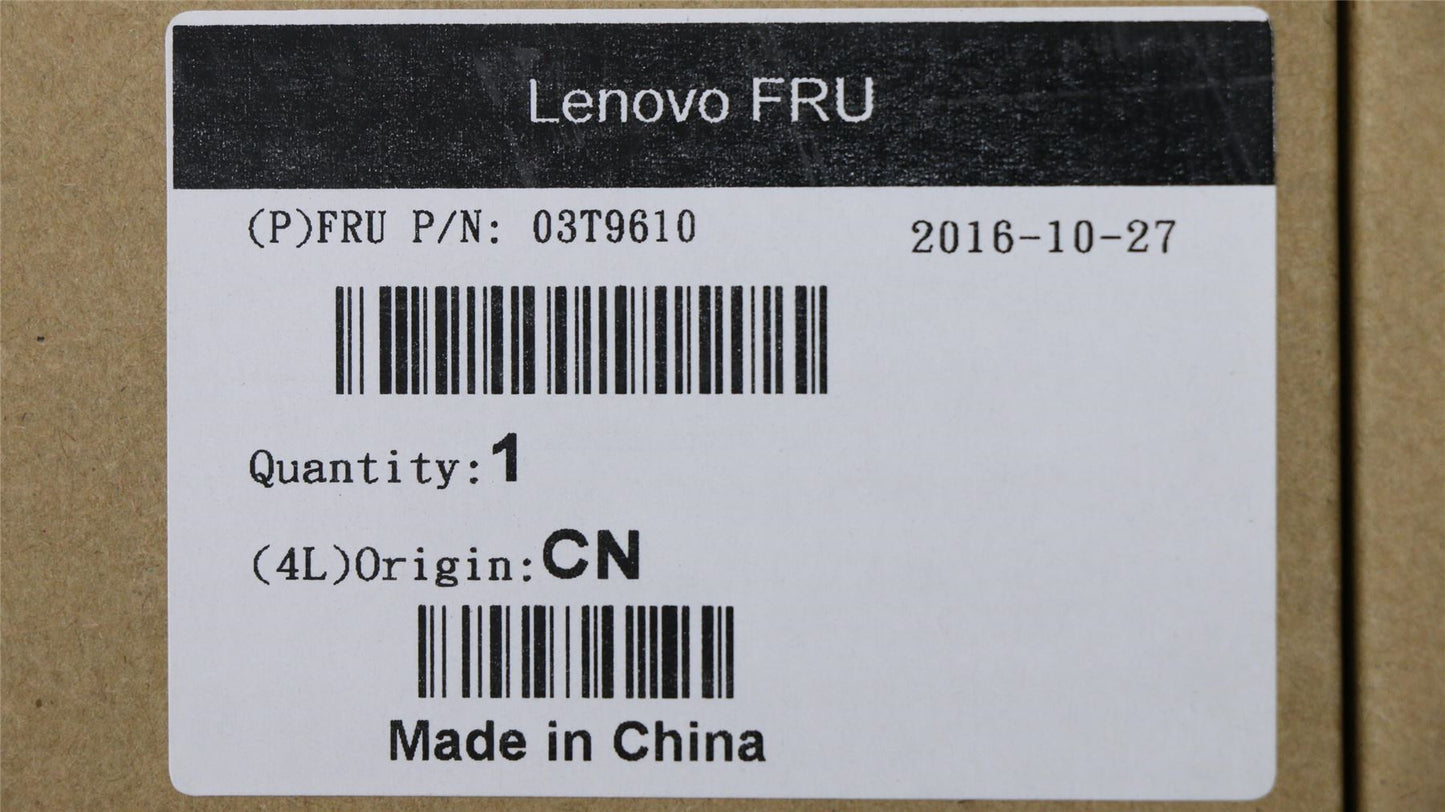 Lenovo FRU
(P)FRU P/N: 03T9610
2016-10-27
Quantity:1
(4L)Origin:CN
Made in China